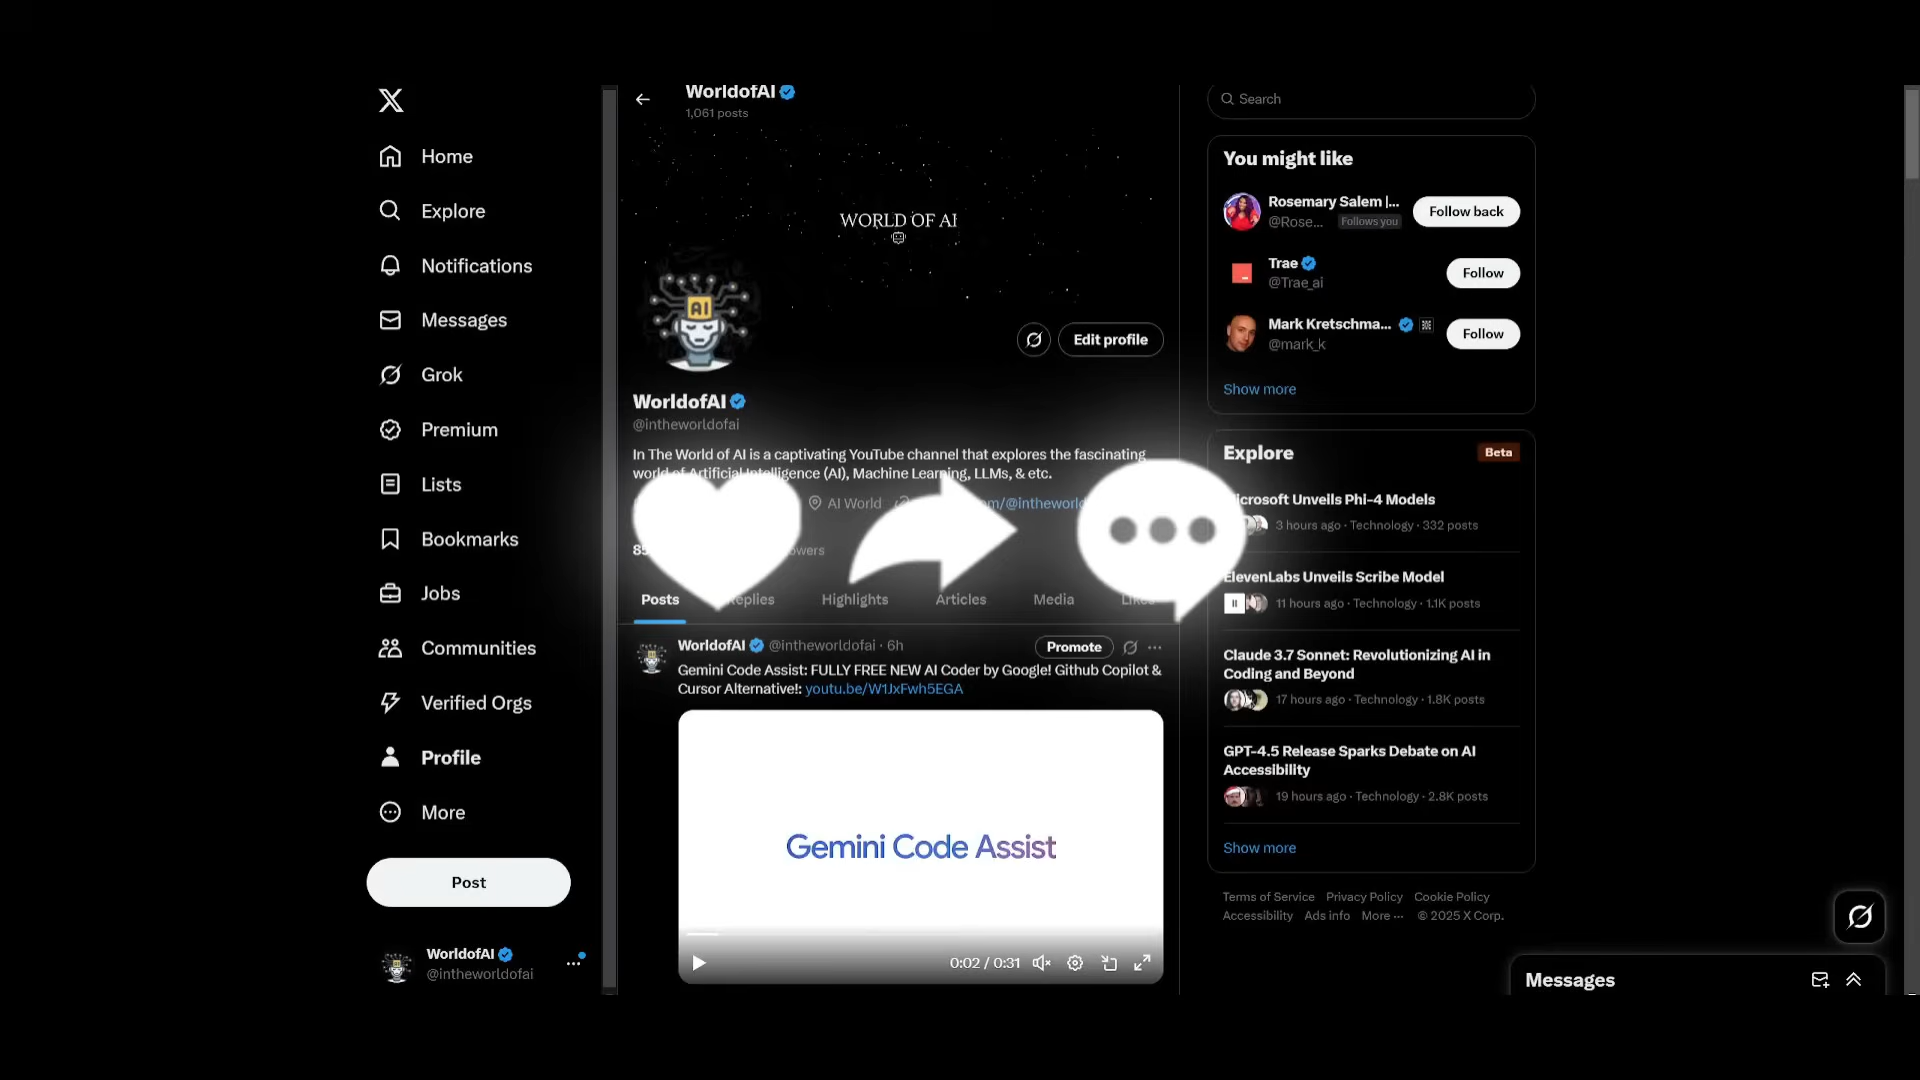 WorldofAI
1,061 posts
Home
Explore
Notifications
Messages
Grok
Premium
Lists
Bookmarks
Jobs
Communities
Verified Orgs
Profile
More
Post
WorldofAI
@intheworldofai
WORLD OF AI
AI
Edit profile
WorldofAI
@intheworldofai
In The World of AI is a captivating YouTube channel that explores the fascinating
world of Artificial Intelligence (AI), Machine Learning, LLMs, & etc.
AI World
Posts
Highlights
Articles
Media
WorldofAI @intheworldofai · 6h
Promote
Gemini Code Assist: FULLY FREE NEW AI Coder by Google! Github Copilot &
Cursor Alternative!: youtu.be/W1JxFwh5EGA
Gemini Code Assist
0:02 / 0:31
Search
You might like
Rosemary Salem |...
@Rose... Follows you
Follow back
Trae
@Trae_ai
Follow
Mark Kretschma...
@mark_k
Follow
Show more
Explore
Beta
Unveils Phi-4 Models
3 hours ago · Technology · 332 posts
ElevenLabs Unveils Scribe Model
11 hours ago · Technology · 1.1K posts
Claude 3.7 Sonnet: Revolutionizing AI in
Coding and Beyond
17 hours ago · Technology · 1.8K posts
GPT-4.5 Release Sparks Debate on AI
Accessibility
19 hours ago · Technology · 2.8K posts
Show more
Terms of Service Privacy Policy Cookie Policy
Accessibility Ads info More ··· © 2025 X Corp.
Messages